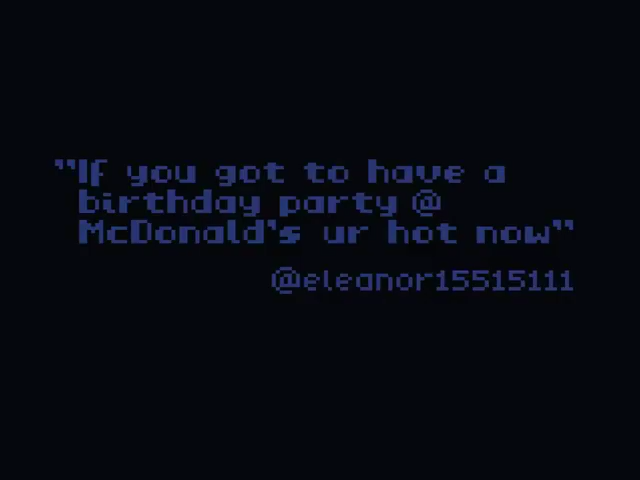 "If you got to have a
birthday party @
McDonald's ur hot now"
@eleanor15515111